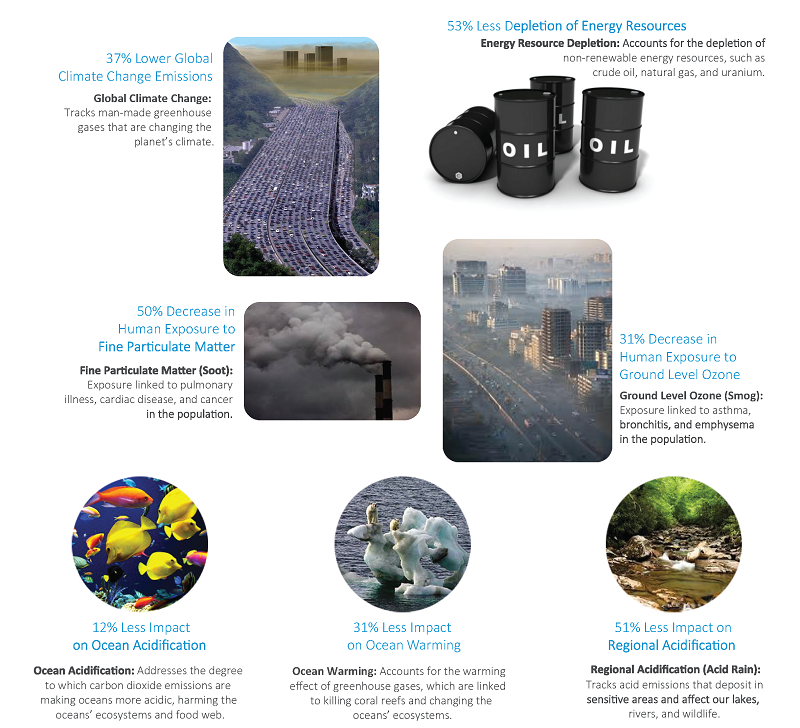 53% Less Depletion of Energy Resources
Energy Resource Depletion: Accounts for the depletion of
non-renewable energy resources, such as
crude oil, natural gas, and uranium.
37% Lower Global
Climate Change Emissions
Global Climate Change:
Tracks man-made greenhouse
gases that are changing the
planet's climate.
OIL
IL
OIL
50% Decrease in
Human Exposure to
Fine Particulate Matter
Fine Particulate Matter (Soot):
Exposure linked to pulmonary
illness, cardiac disease, and cancer
in the population.
31% Decrease in
Human Exposure to
Ground Level Ozone
Ground Level Ozone (Smog):
Exposure linked to asthma,
bronchitis, and emphysema
in the population.
12% Less Impact
on Ocean Acidification
Ocean Acidification: Addresses the degree
to which carbon dioxide emissions are
making oceans more acidic, harming the
oceans' ecosystems and food web.
31% Less Impact
on Ocean Warming
Ocean Warming: Accounts for the warming
effect of greenhouse gases, which are linked
to killing coral reefs and changing the
oceans' ecosystems.
51% Less Impact on
Regional Acidification
Regional Acidification (Acid Rain):
Tracks acid emissions that deposit in
sensitive areas and affect our lakes,
rivers, and wildlife.